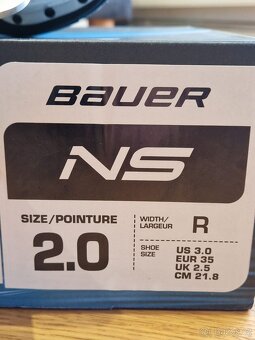 BAUER
NS
SIZE/POINTURE
2.0
WIDTH/
LARGEUR
R
SHOE
SIZE
US 3.0
EUR 35
UK 2.5
CM 21.8